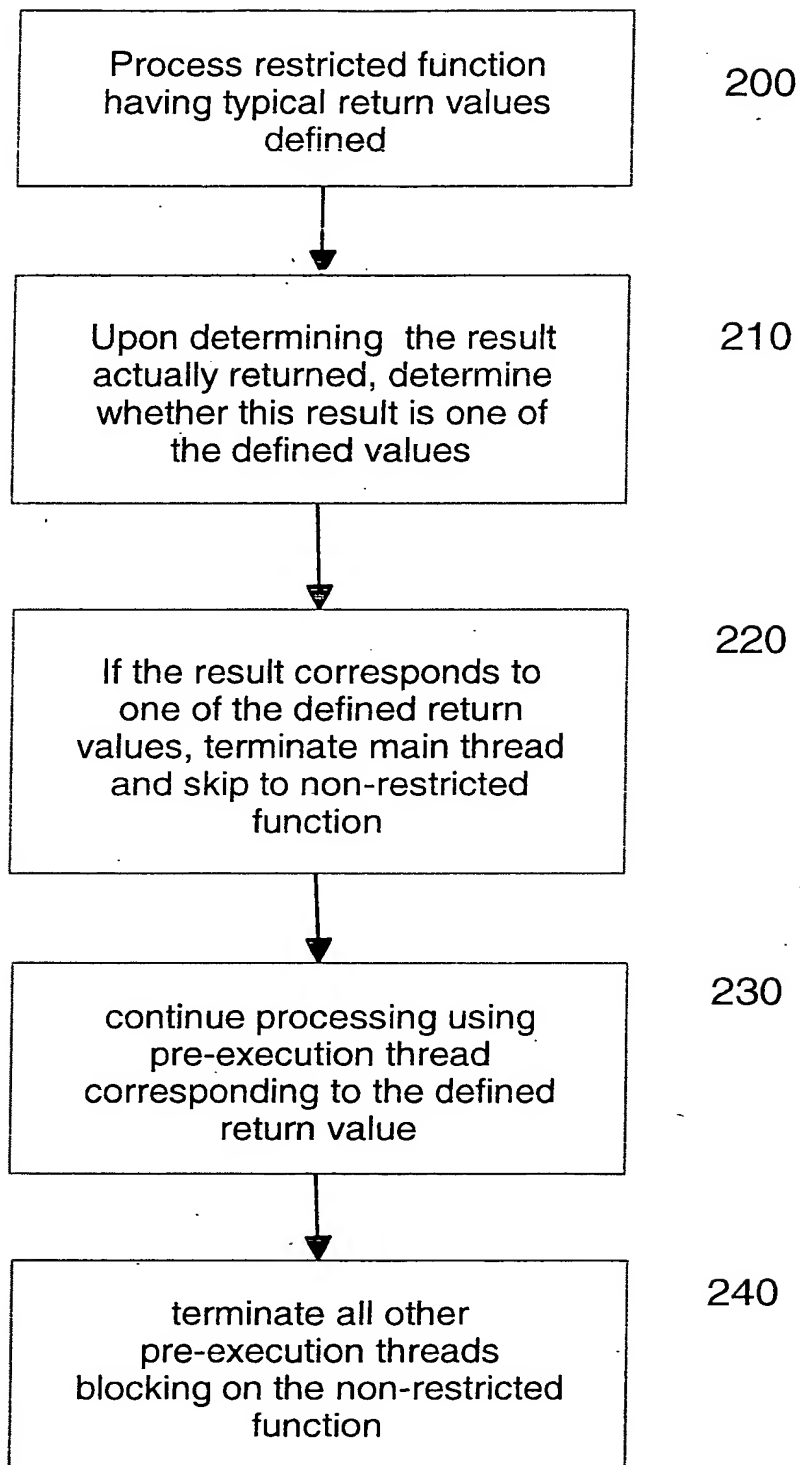 Process restricted function
having typical return values
defined
200
Upon determining the result
actually returned, determine
whether this result is one of
the defined values
210
If the result corresponds to
one of the defined return
values, terminate main thread
and skip to non-restricted
function
220
continue processing using
pre-execution thread
corresponding to the defined
return value
230
terminate all other
pre-execution threads
blocking on the non-restricted
function
240